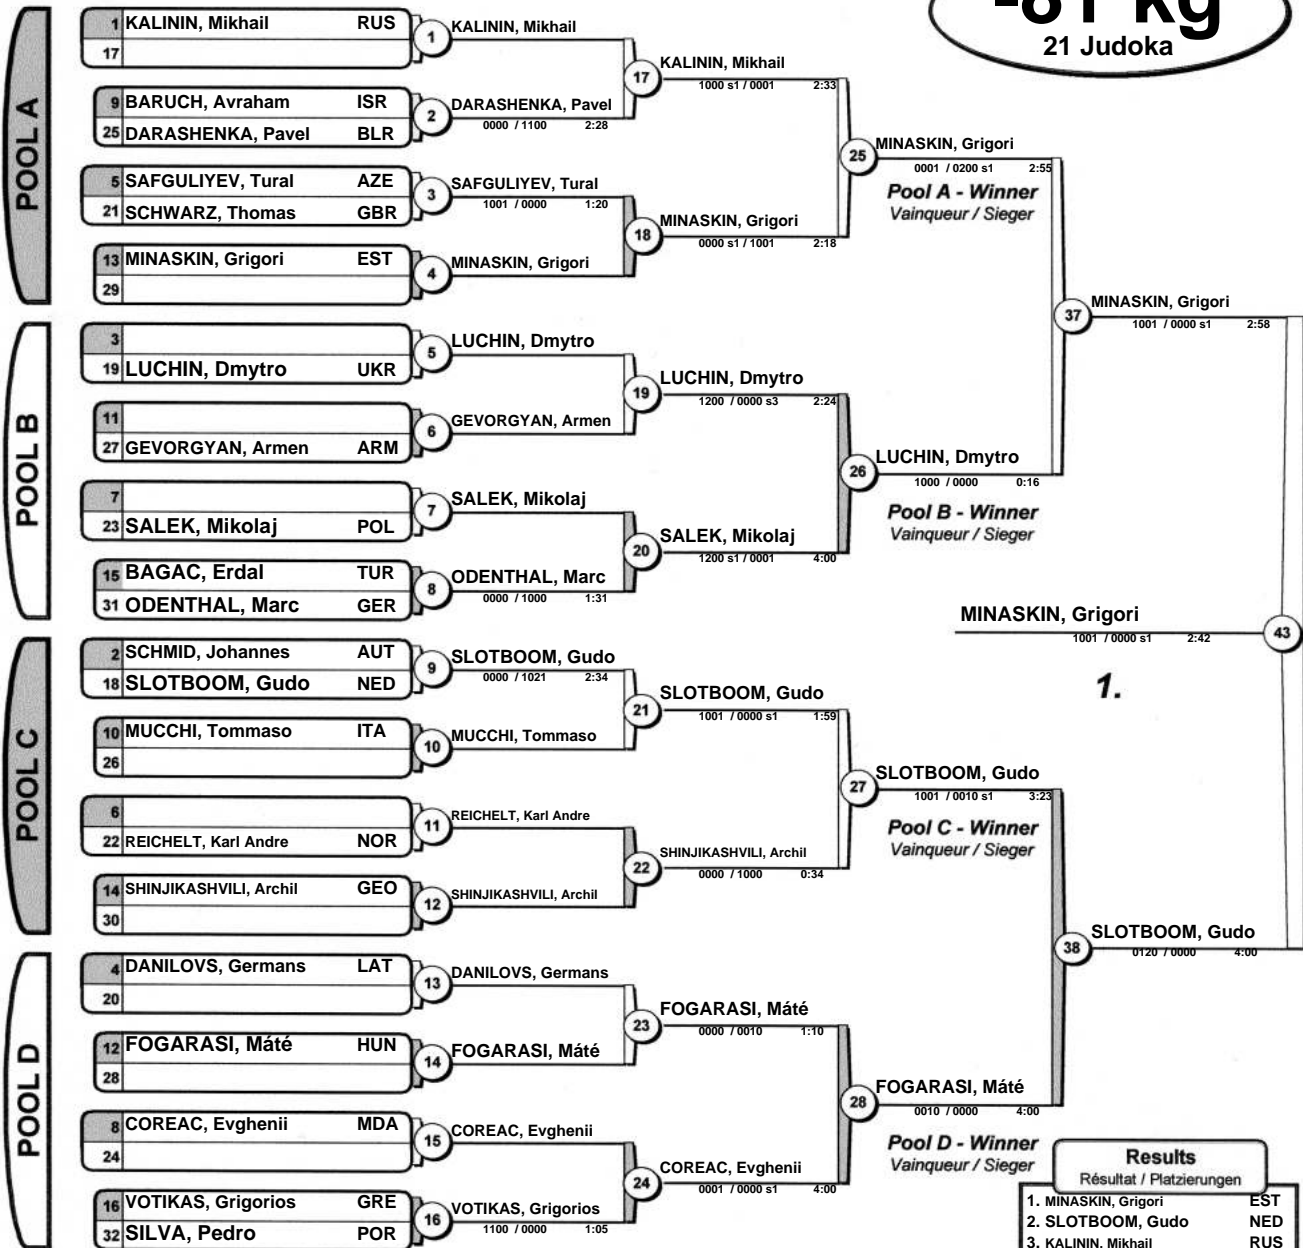 -81 kg
21 Judoka
POOL A
1 KALININ, Mikhail RUS
17
1 KALININ, Mikhail
9 BARUCH, Avraham ISR
25 DARASHENKA, Pavel BLR
2 DARASHENKA, Pavel
0000 / 1100 2:28
17 KALININ, Mikhail
1000 s1 / 0001 2:33
5 SAFGULIYEV, Tural AZE
21 SCHWARZ, Thomas GBR
3 SAFGULIYEV, Tural
1001 / 0000 1:20
13 MINASKIN, Grigori EST
29
4 MINASKIN, Grigori
18 MINASKIN, Grigori
0000 s1 / 1001 2:18
25 MINASKIN, Grigori
0001 / 0200 s1 2:55
Pool A - Winner
Vainqueur / Sieger
POOL B
3
19 LUCHIN, Dmytro UKR
5 LUCHIN, Dmytro
11
27 GEVORGYAN, Armen ARM
6 GEVORGYAN, Armen
19 LUCHIN, Dmytro
1200 / 0000 s3 2:24
7
23 SALEK, Mikolaj POL
7 SALEK, Mikolaj
15 BAGAC, Erdal TUR
31 ODENTHAL, Marc GER
8 ODENTHAL, Marc
0000 / 1000 1:31
20 SALEK, Mikolaj
1200 s1 / 0001 4:00
26 LUCHIN, Dmytro
1000 / 0000 0:16
Pool B - Winner
Vainqueur / Sieger
37 MINASKIN, Grigori
1001 / 0000 s1 2:58
MINASKIN, Grigori 43
1001 / 0000 s1 2:42
1.
POOL C
2 SCHMID, Johannes AUT
18 SLOTBOOM, Gudo NED
9 SLOTBOOM, Gudo
0000 / 1021 2:34
10 MUCCHI, Tommaso ITA
26
10 MUCCHI, Tommaso
21 SLOTBOOM, Gudo
1001 / 0000 s1 1:59
6
22 REICHELT, Karl Andre NOR
11 REICHELT, Karl Andre
14 SHINJIKASHVILI, Archil GEO
30
12 SHINJIKASHVILI, Archil
22 SHINJIKASHVILI, Archil
0000 / 1000 0:34
27 SLOTBOOM, Gudo
1001 / 0010 s1 3:23
Pool C - Winner
Vainqueur / Sieger
POOL D
4 DANILOVS, Germans LAT
20
13 DANILOVS, Germans
12 FOGARASI, Máté HUN
28
14 FOGARASI, Máté
23 FOGARASI, Máté
0000 / 0010 1:10
8 COREAC, Evghenii MDA
24
15 COREAC, Evghenii
16 VOTIKAS, Grigorios GRE
32 SILVA, Pedro POR
16 VOTIKAS, Grigorios
1100 / 0000 1:05
24 COREAC, Evghenii
0001 / 0000 s1 4:00
28 FOGARASI, Máté
0010 / 0000 4:00
Pool D - Winner
Vainqueur / Sieger
38 SLOTBOOM, Gudo
0120 / 0000 4:00
Results
Résultat / Platzierungen
1. MINASKIN, Grigori EST
2. SLOTBOOM, Gudo NED
3. KALININ, Mikhail RUS